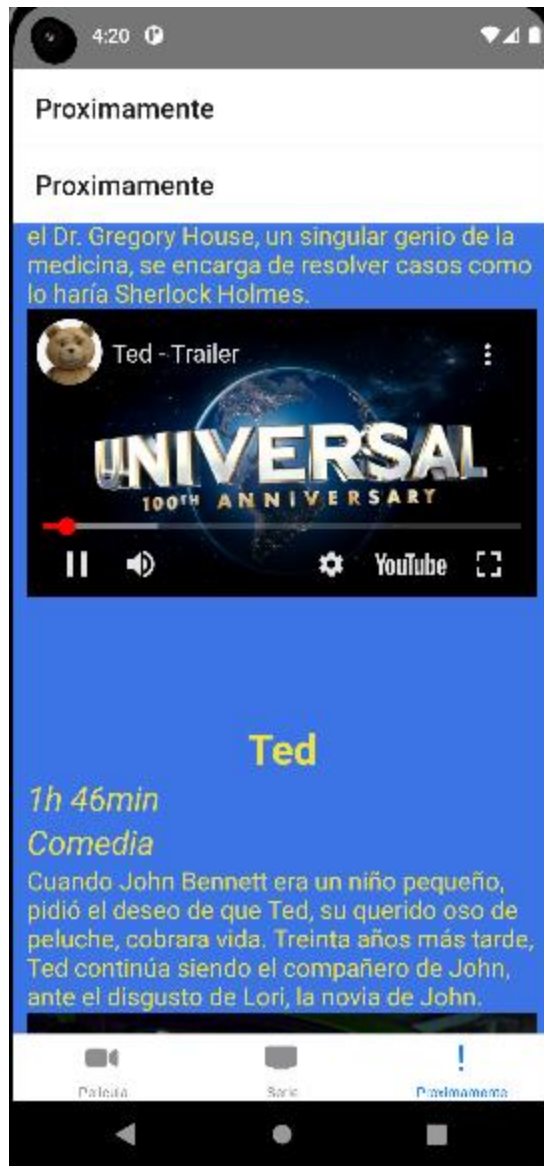 4:20
Proximamente
Proximamente
el Dr. Gregory House, un singular genio de la
medicina, se encarga de resolver casos como
lo haría Sherlock Holmes.
Ted - Trailer
UNIVERSAL
100TH ANNIVERSARY
YouTube
Ted
1h 46min
Comedia
Cuando John Bennett era un niño pequeño,
pidió el deseo de que Ted, su querido oso de
peluche, cobrara vida. Treinta años más tarde,
Ted continúa siendo el compañero de John,
ante el disgusto de Lori, la novia de John.
Pelicula Serie Proximamente